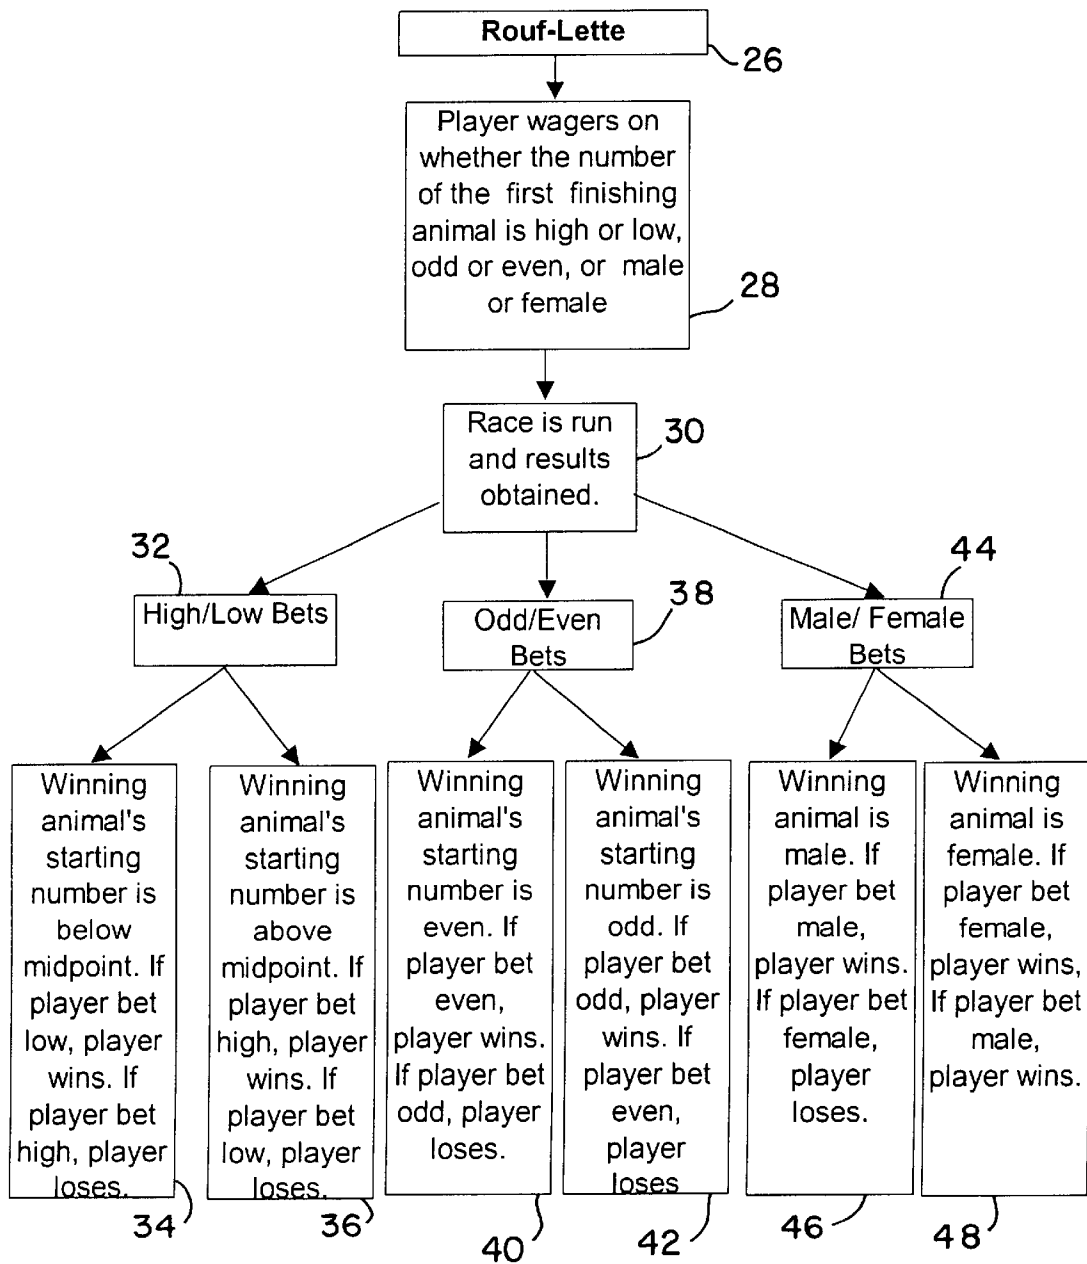 Rouf-Lette
26
Player wagers on
whether the number
of the first finishing
animal is high or low,
odd or even, or male
or female
28
Race is run
and results
obtained.
30
32
High/Low Bets
Odd/Even
Bets
38
44
Male/ Female
Bets
Winning
animal's
starting
number is
below
midpoint. If
player bet
low, player
wins. If
player bet
high, player
loses.
34
Winning
animal's
starting
number is
above
midpoint. If
player bet
high, player
wins. If
player bet
low, player
loses.
36
Winning
animal's
starting
number is
even. If
player bet
even,
player wins.
If player bet
odd, player
loses.
40
Winning
animal's
starting
number is
odd. If
player bet
odd, player
wins. If
player bet
even,
player
loses
42
Winning
animal is
male. If
player bet
male,
player wins.
If player bet
female,
player
loses.
46
Winning
animal is
female. If
player bet
female,
player wins,
If player bet
male,
player wins.
48